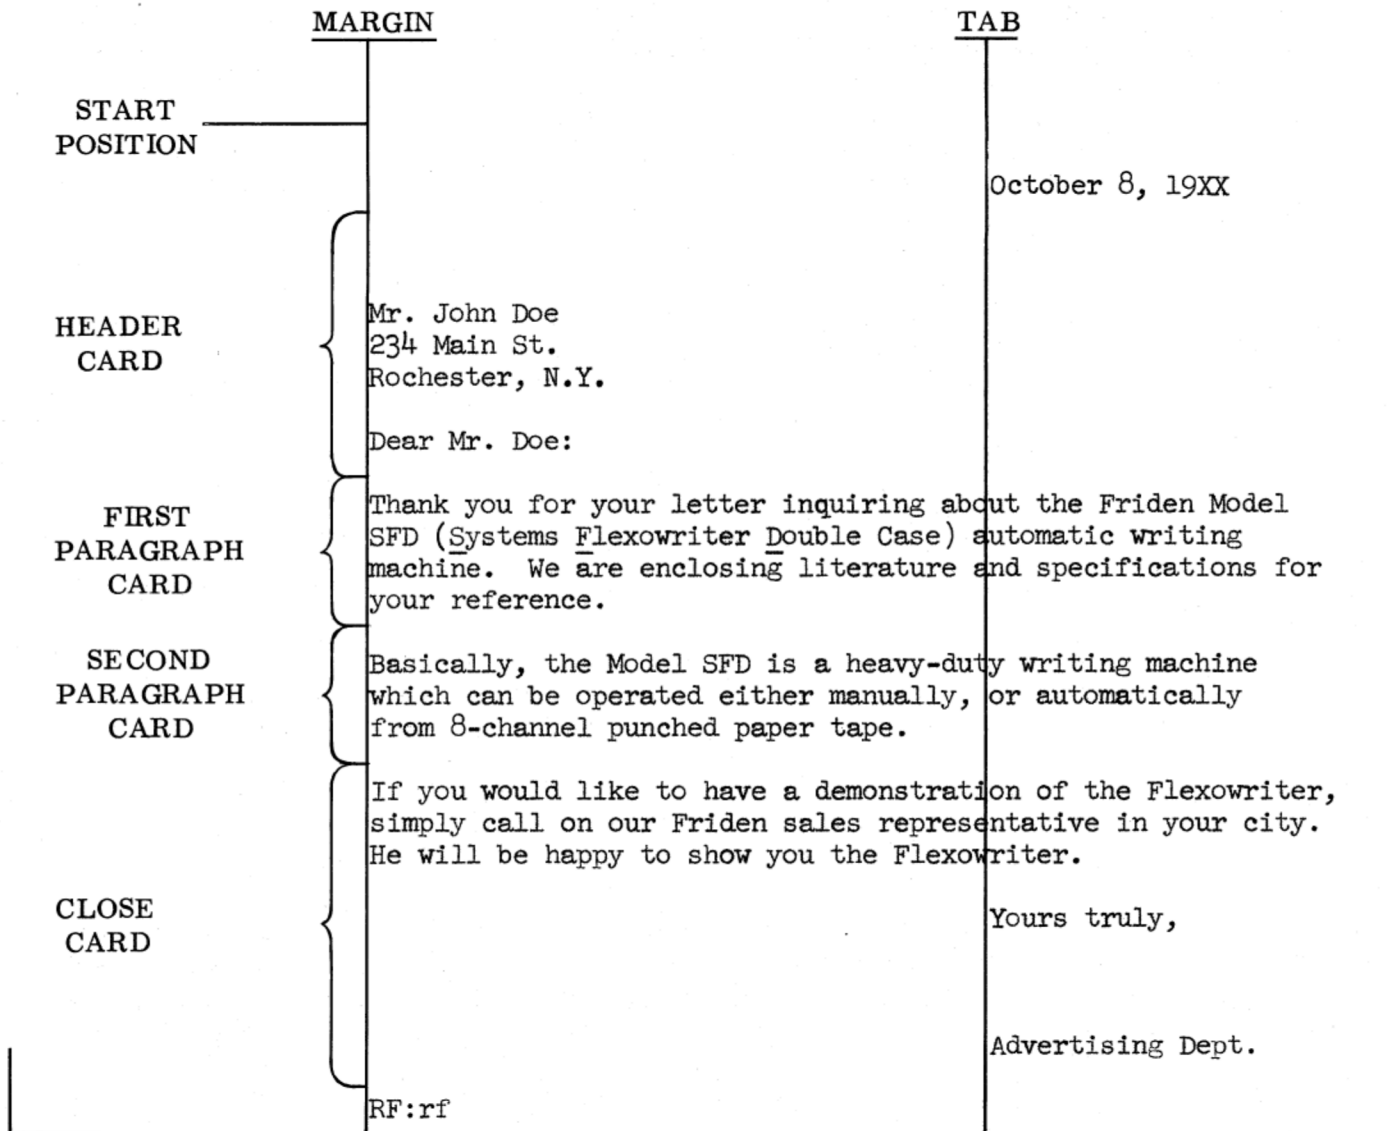 MARGIN TAB
START
POSITION
October 8, 19XX
HEADER
CARD
Mr. John Doe
234 Main St.
Rochester, N.Y.
Dear Mr. Doe:
FIRST
PARAGRAPH
CARD
Thank you for your letter inquiring about the Friden Model
SFD (Systems Flexowriter Double Case) automatic writing
machine. We are enclosing literature and specifications for
your reference.
SECOND
PARAGRAPH
CARD
Basically, the Model SFD is a heavy-duty writing machine
which can be operated either manually, or automatically
from 8-channel punched paper tape.
CLOSE
CARD
If you would like to have a demonstration of the Flexowriter,
simply call on our Friden sales representative in your city.
He will be happy to show you the Flexowriter.
Yours truly,
Advertising Dept.
RF:rf